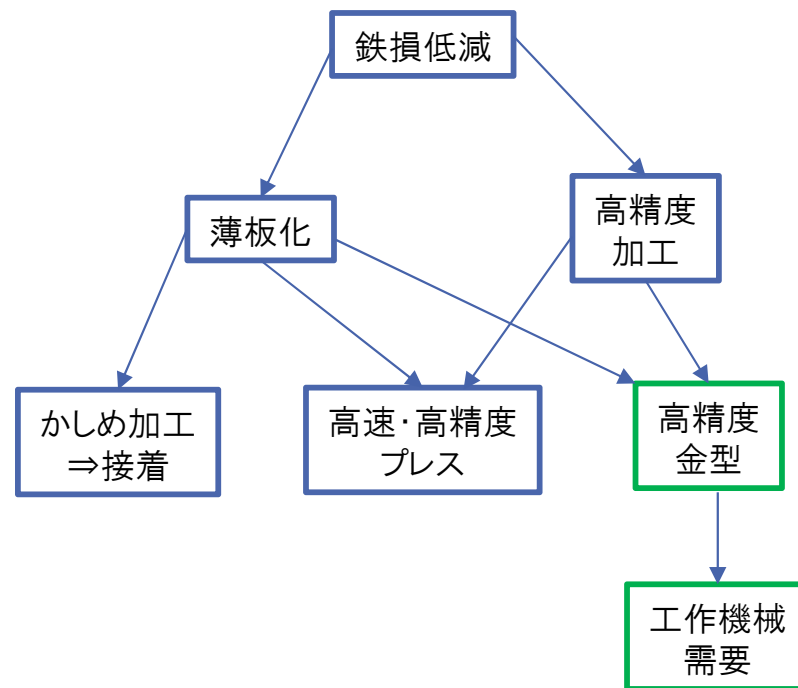 鉄損低減
薄板化
高精度
加工
かしめ加工
⇒接着
高速・高精度
プレス
高精度
金型
工作機械
需要